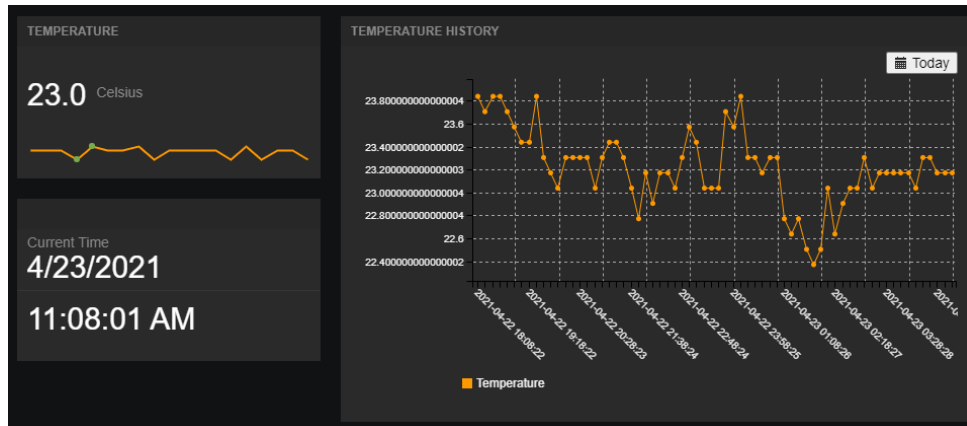 TEMPERATURE
23.0 Celsius
Current Time
4/23/2021
11:08:01 AM
TEMPERATURE HISTORY
Today
23.800000000000004
23.6
23.400000000000002
23.200000000000003
23.000000000000004
22.800000000000004
22.6
22.400000000000002
2021-04-22 18:08:22
2021-04-22 19:18:22
2021-04-22 20:28:23
2021-04-22 21:38:24
2021-04-22 22:48:24
2021-04-22 23:58:25
2021-04-23 01:08:26
2021-04-23 02:18:27
2021-04-23 03:28:28
2021-
Temperature